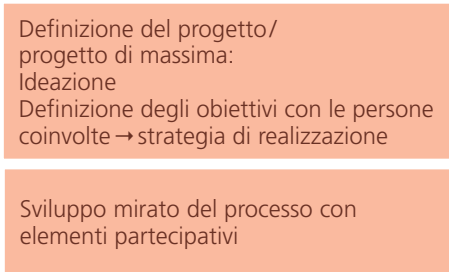 Definizione del progetto/
progetto di massima:
Ideazione
Definizione degli obiettivi con le persone
coinvolte → strategia di realizzazione
Sviluppo mirato del processo con
elementi partecipativi